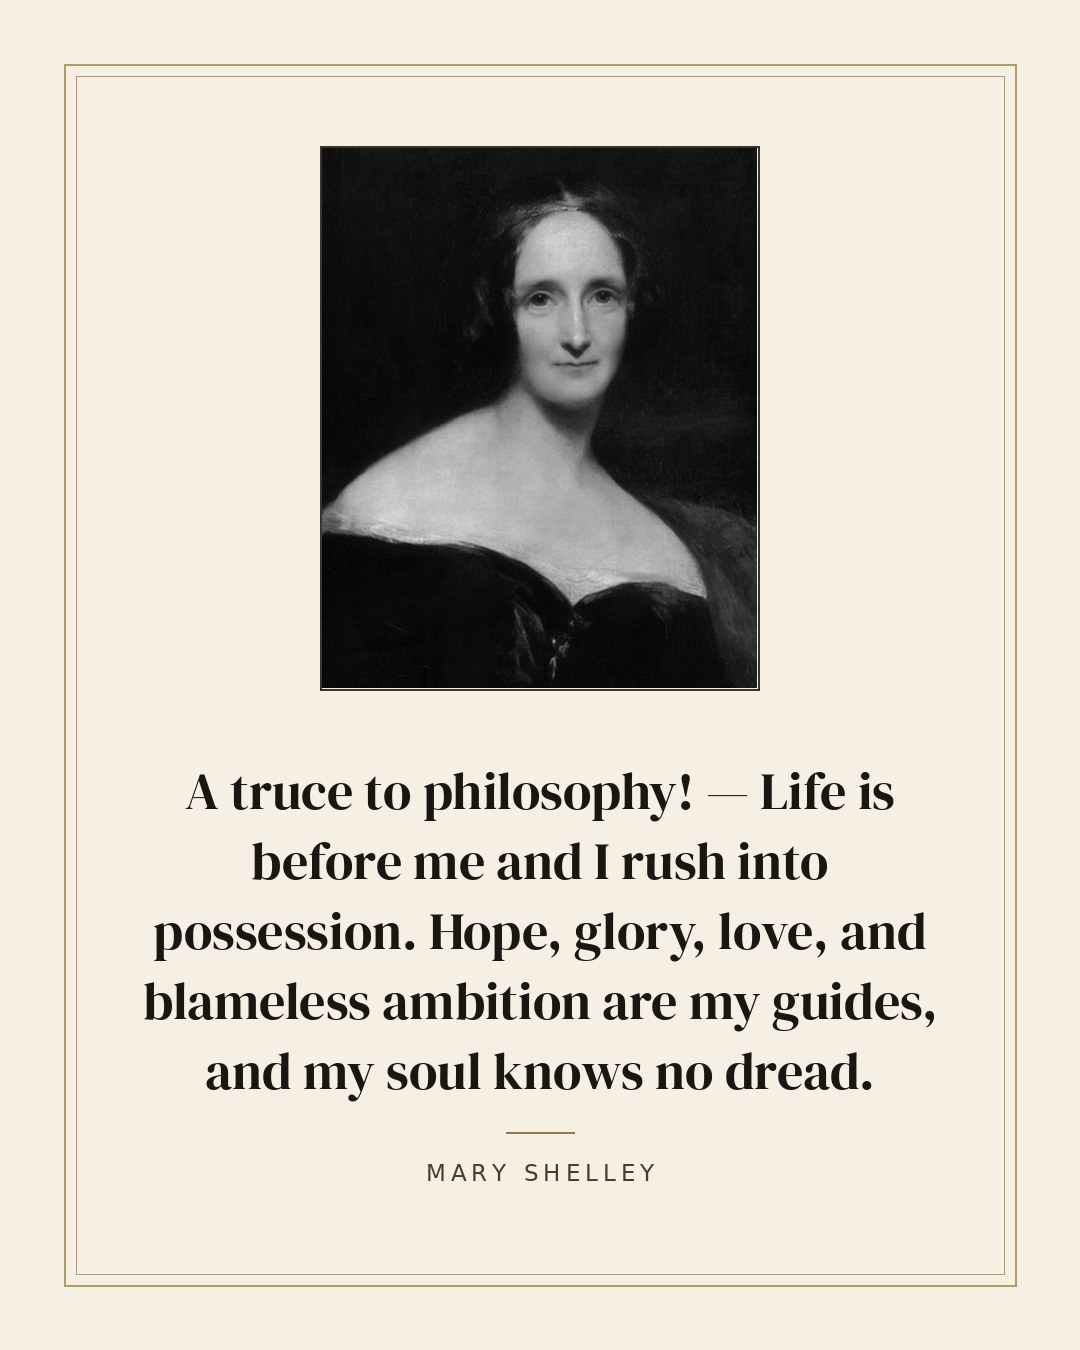 A truce to philosophy! — Life is
before me and I rush into
possession. Hope, glory, love, and
blameless ambition are my guides,
and my soul knows no dread.
MARY SHELLEY